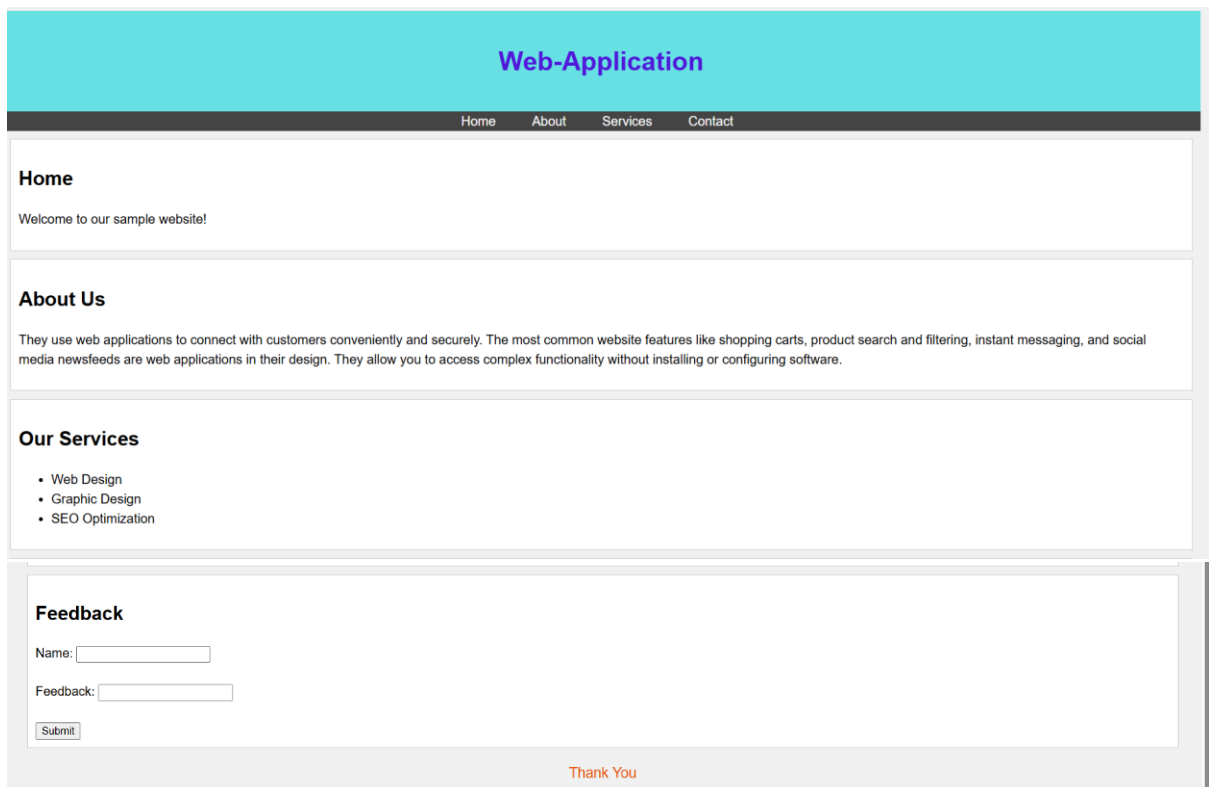 Web-Application
Home About Services Contact
Home
Welcome to our sample website!
About Us
They use web applications to connect with customers conveniently and securely. The most common website features like shopping carts, product search and filtering, instant messaging, and social
media newsfeeds are web applications in their design. They allow you to access complex functionality without installing or configuring software.
Our Services
• Web Design
• Graphic Design
• SEO Optimization
Feedback
Name:
Feedback:
Submit
Thank You